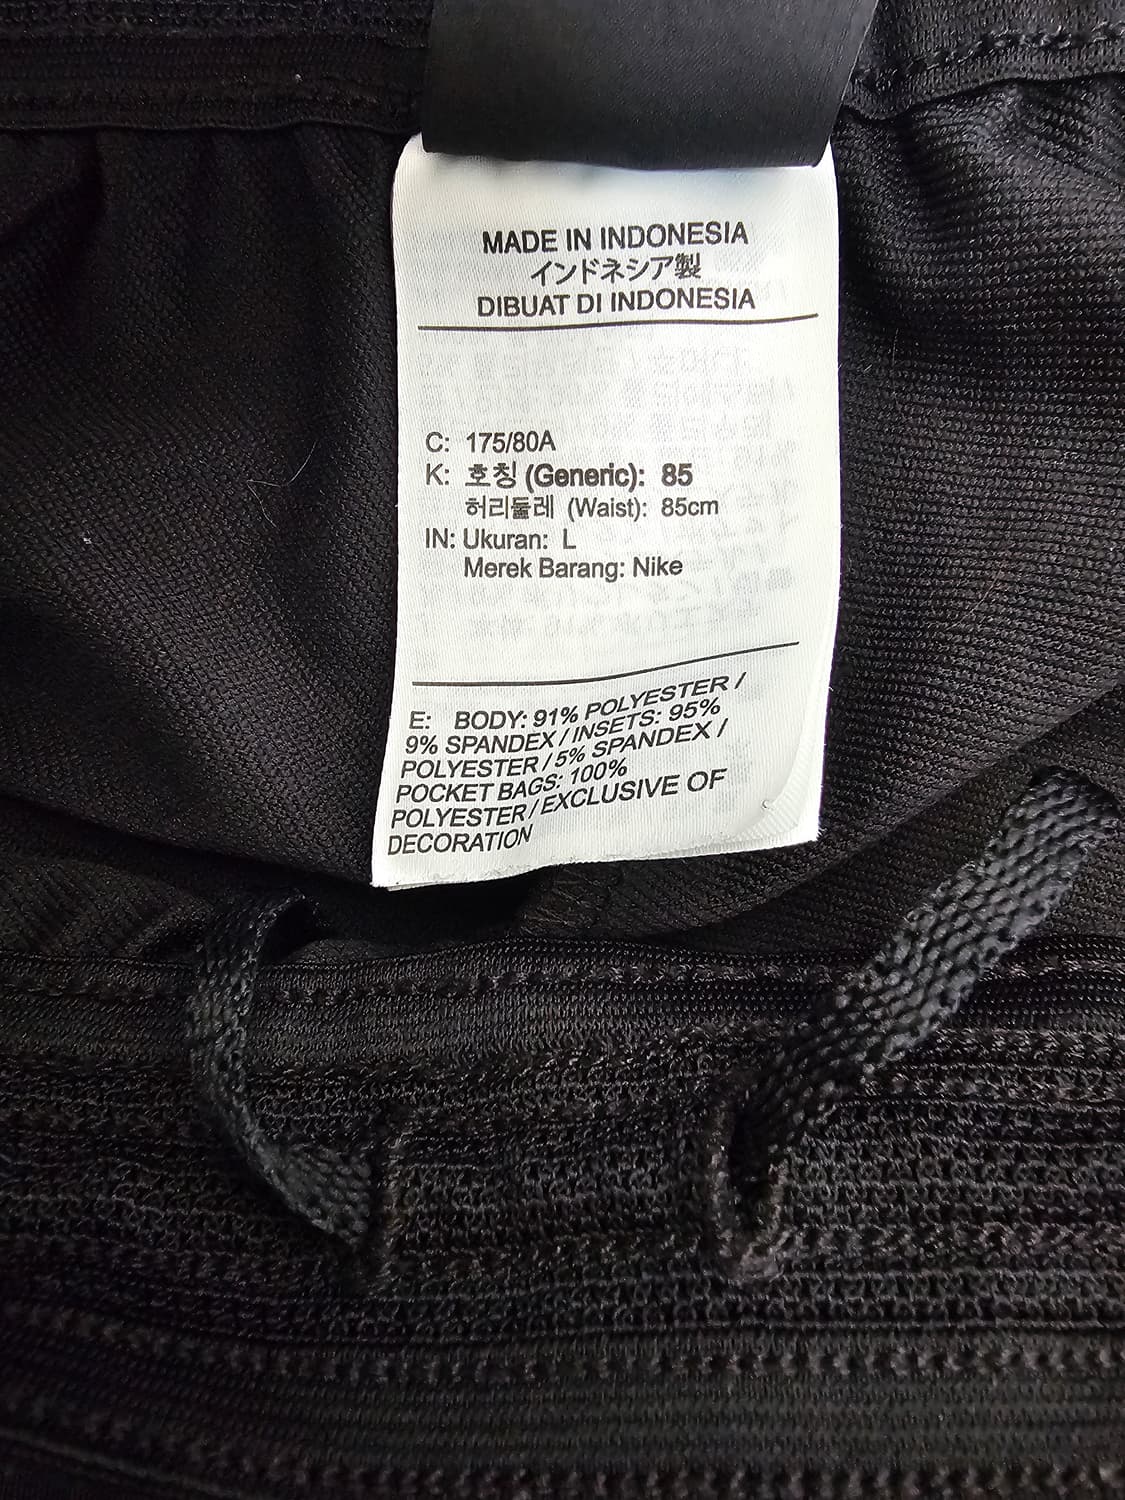 MADE IN INDONESIA
インドネシア製
DIBUAT DI INDONESIA
C: 175/80A
K: 호칭 (Generic): 85
허리둘레 (Waist): 85cm
IN: Ukuran: L
Merek Barang: Nike
E: BODY: 91% POLYESTER /
9% SPANDEX / INSETS: 95%
POLYESTER / 5% SPANDEX /
POCKET BAGS: 100%
POLYESTER / EXCLUSIVE OF
DECORATION